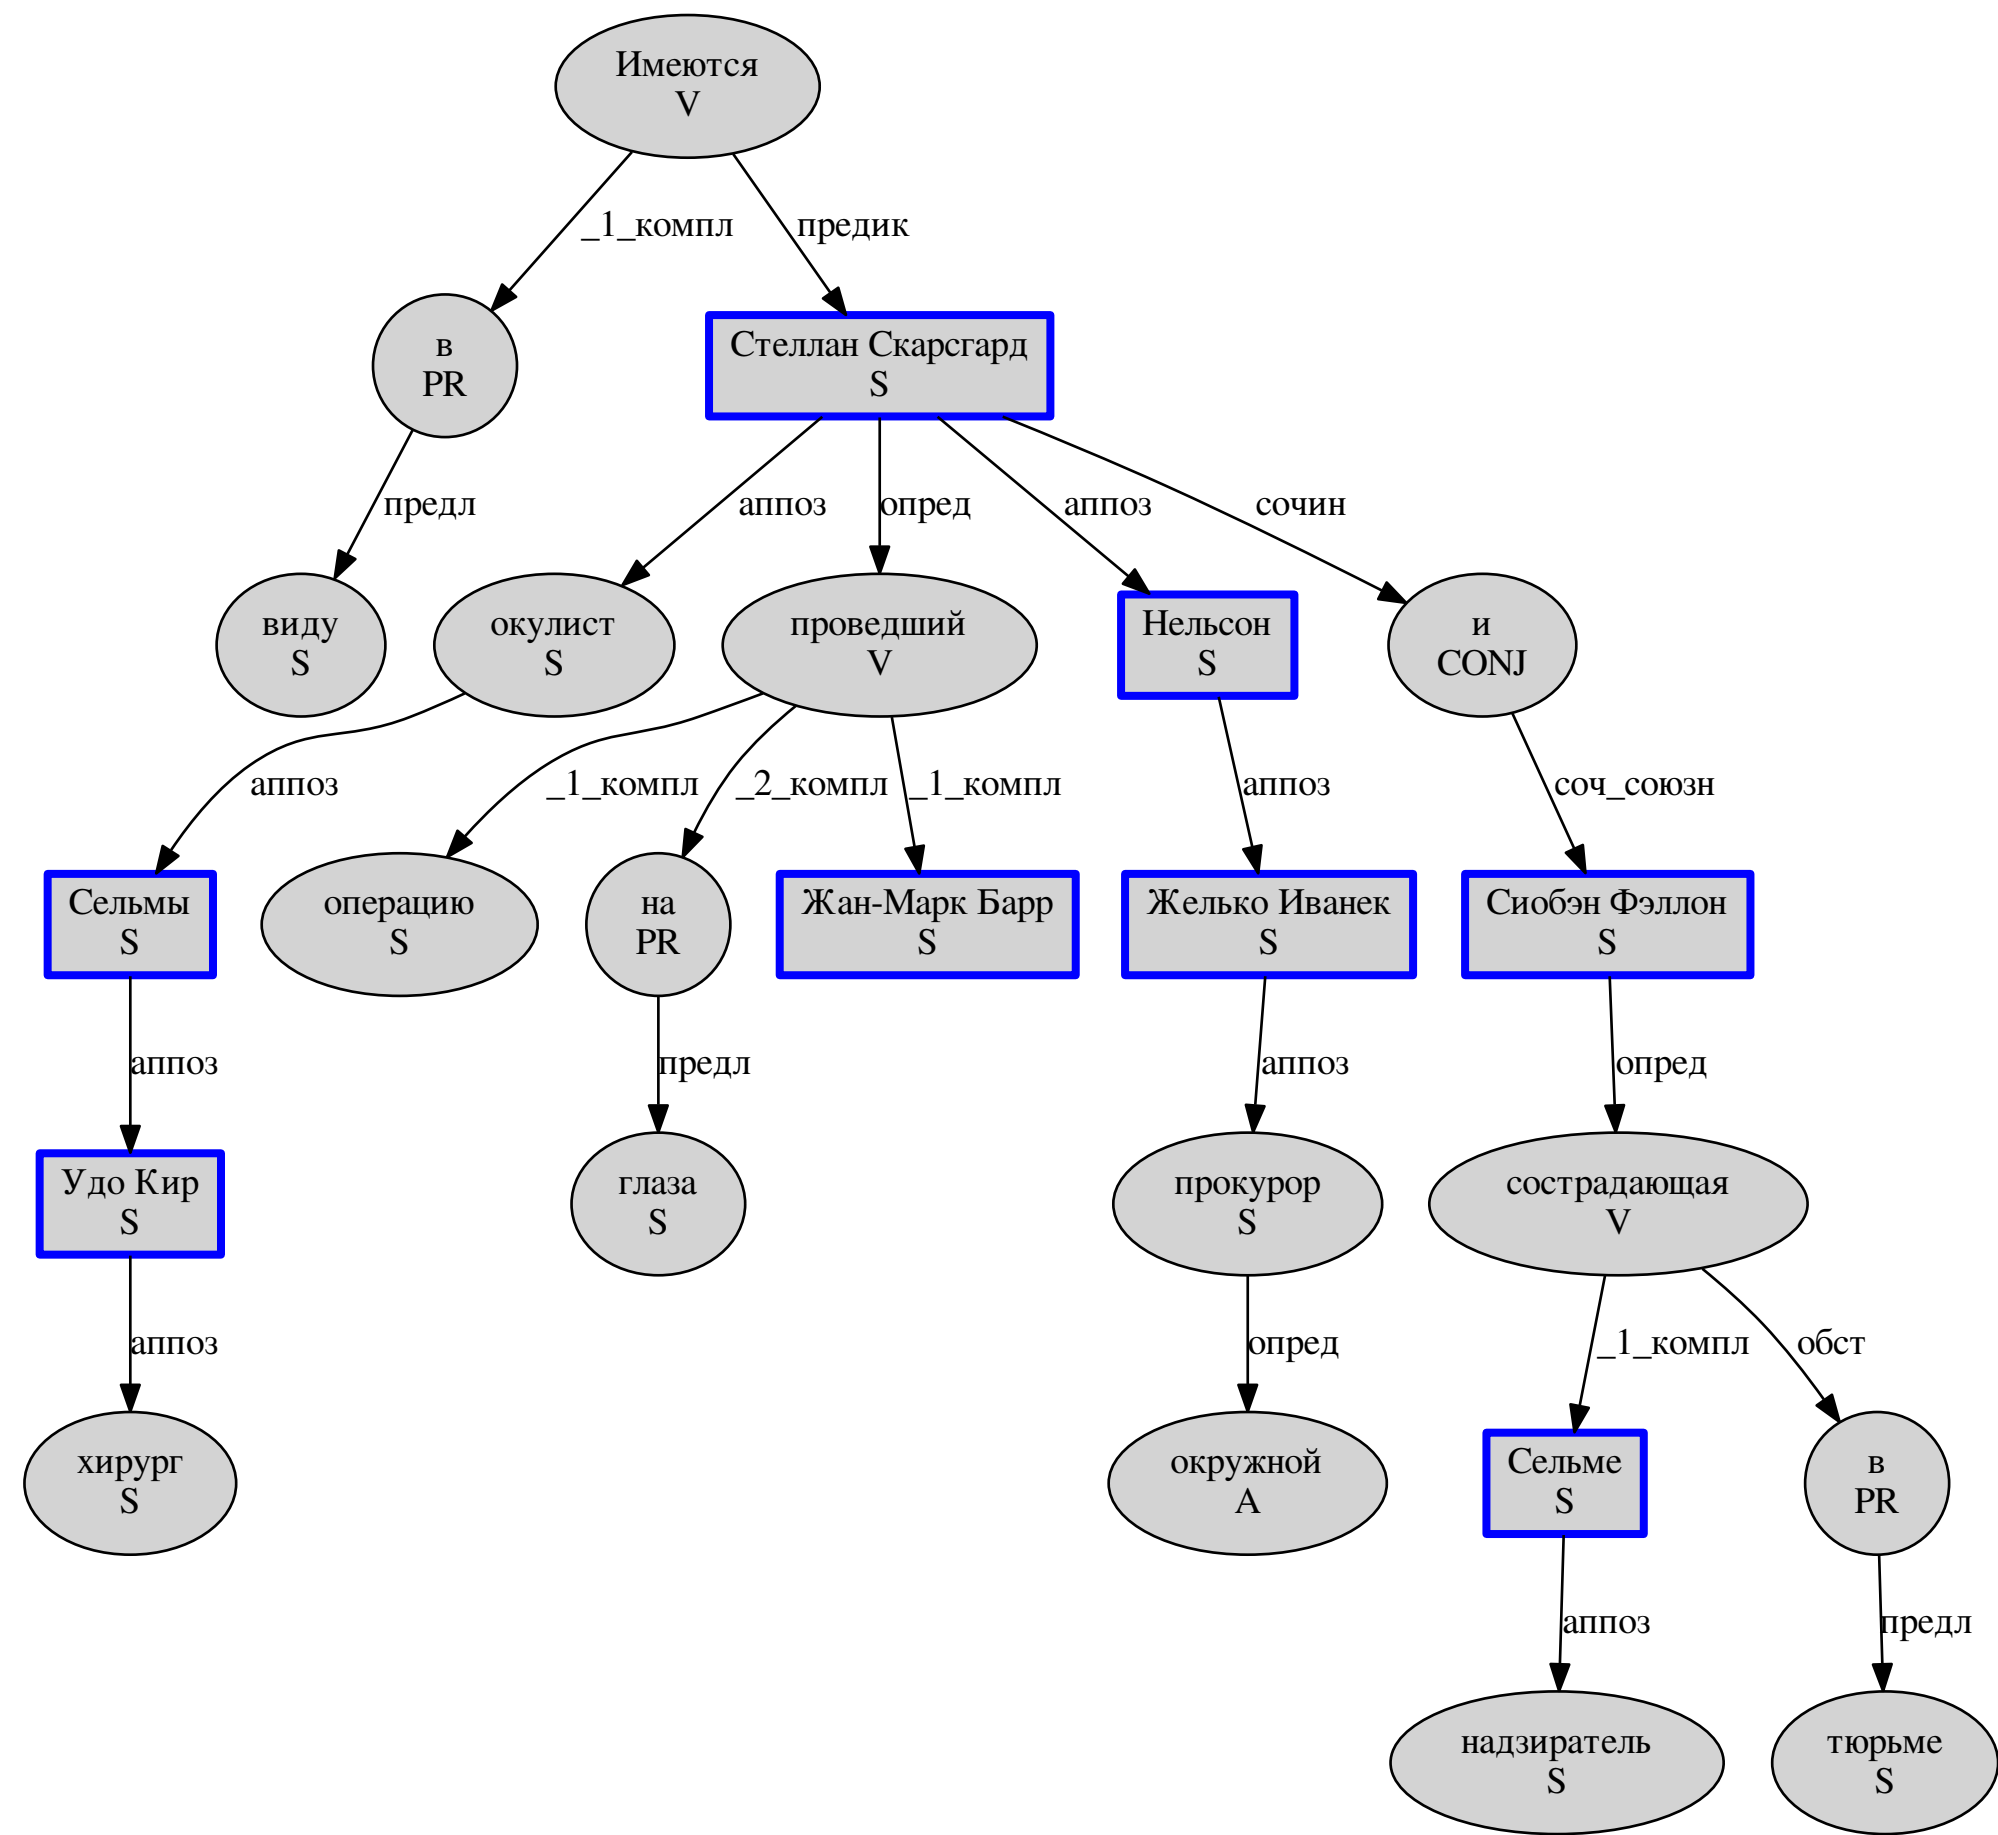 Имеются
V
_1_компл
предик
в
PR
Стеллан Скарсгард
S
предл
аппоз
опред
аппоз
сочин
виду
S
окулист
S
проведший
V
Нельсон
S
и
CONJ
аппоз
_1_компл
_2_компл
_1_компл
аппоз
соч_союзн
Сельмы
S
операцию
S
на
PR
Жан-Марк Барр
S
Желько Иванек
S
Сиобэн Фэллон
S
аппоз
предл
аппоз
опред
Удо Кир
S
глаза
S
прокурор
S
сострадающая
V
аппоз
опред
_1_компл
обст
хирург
S
окружной
A
Сельме
S
в
PR
аппоз
предл
надзиратель
S
тюрьме
S